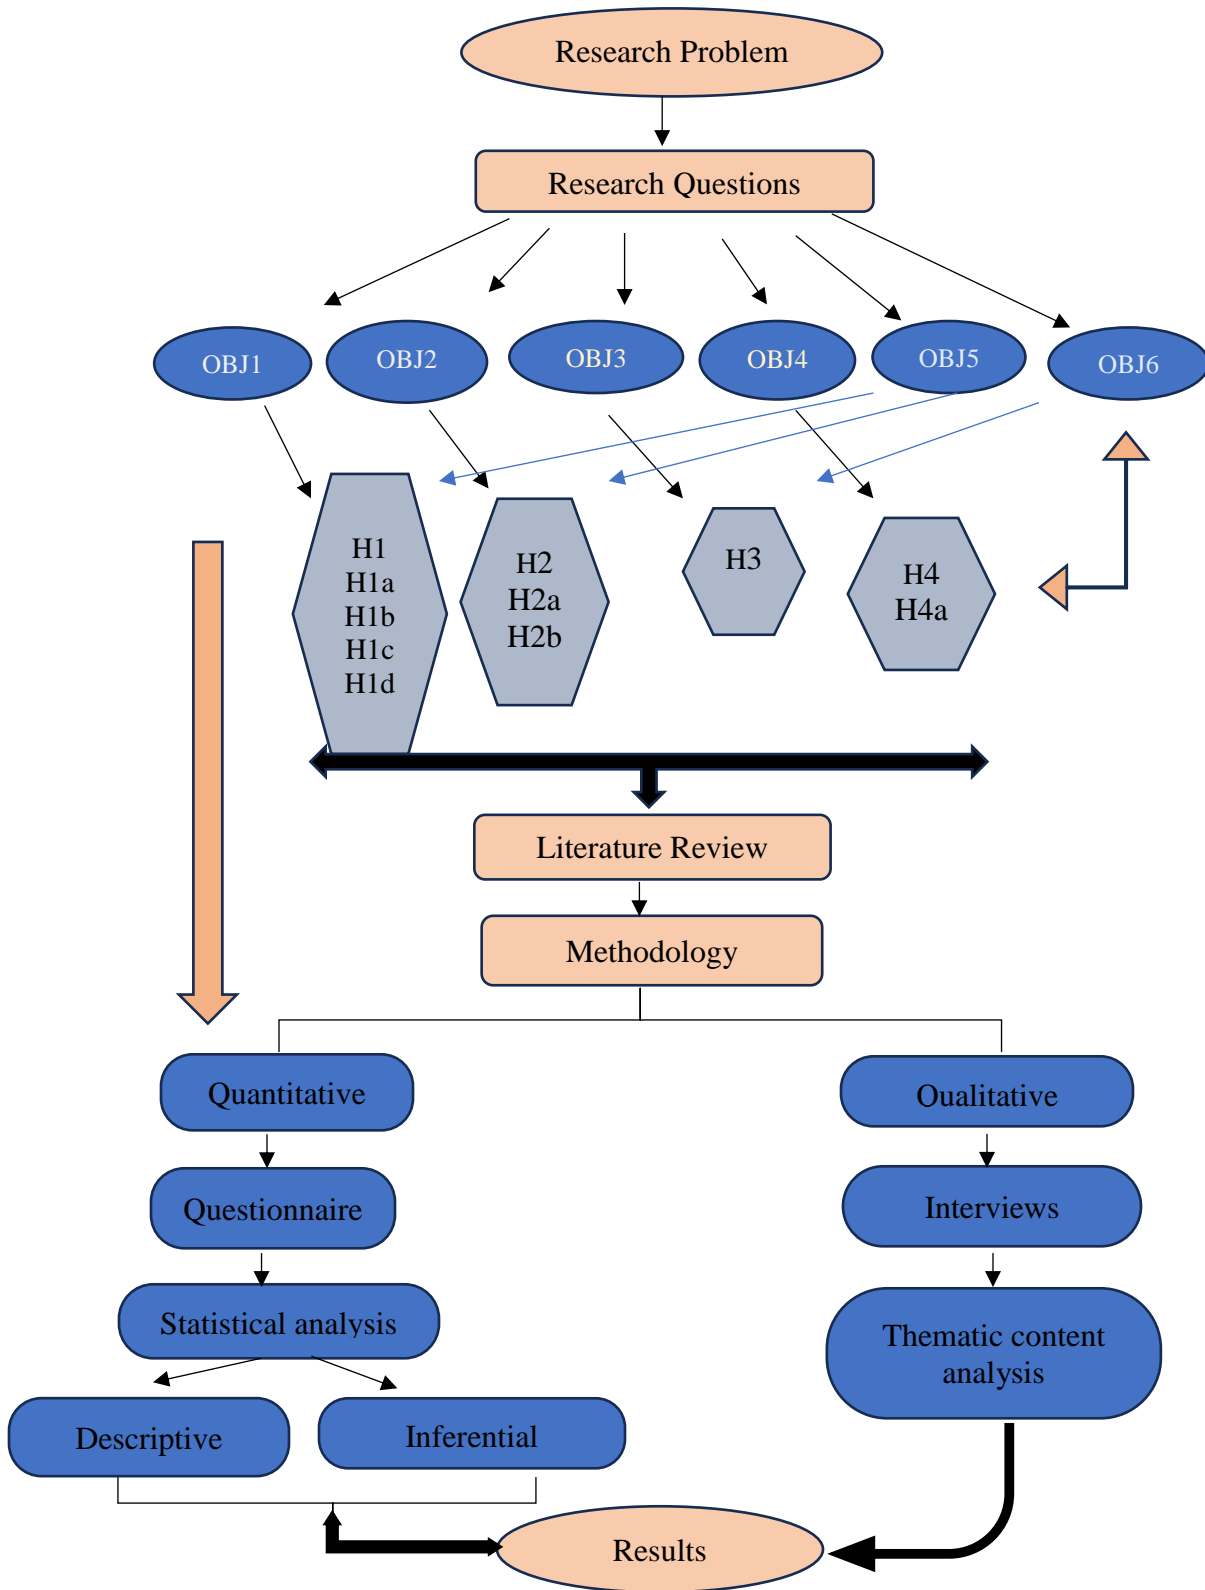 Research Problem
Research Questions
OBJ1
OBJ2
OBJ3
OBJ4
OBJ5
OBJ6
H1
H1a
H1b
H1c
H1d
H2
H2a
H2b
H3
H4
H4a
Literature Review
Methodology
Quantitative
Oualitative
Questionnaire
Interviews
Statistical analysis
Thematic content
analysis
Descriptive
Inferential
Results